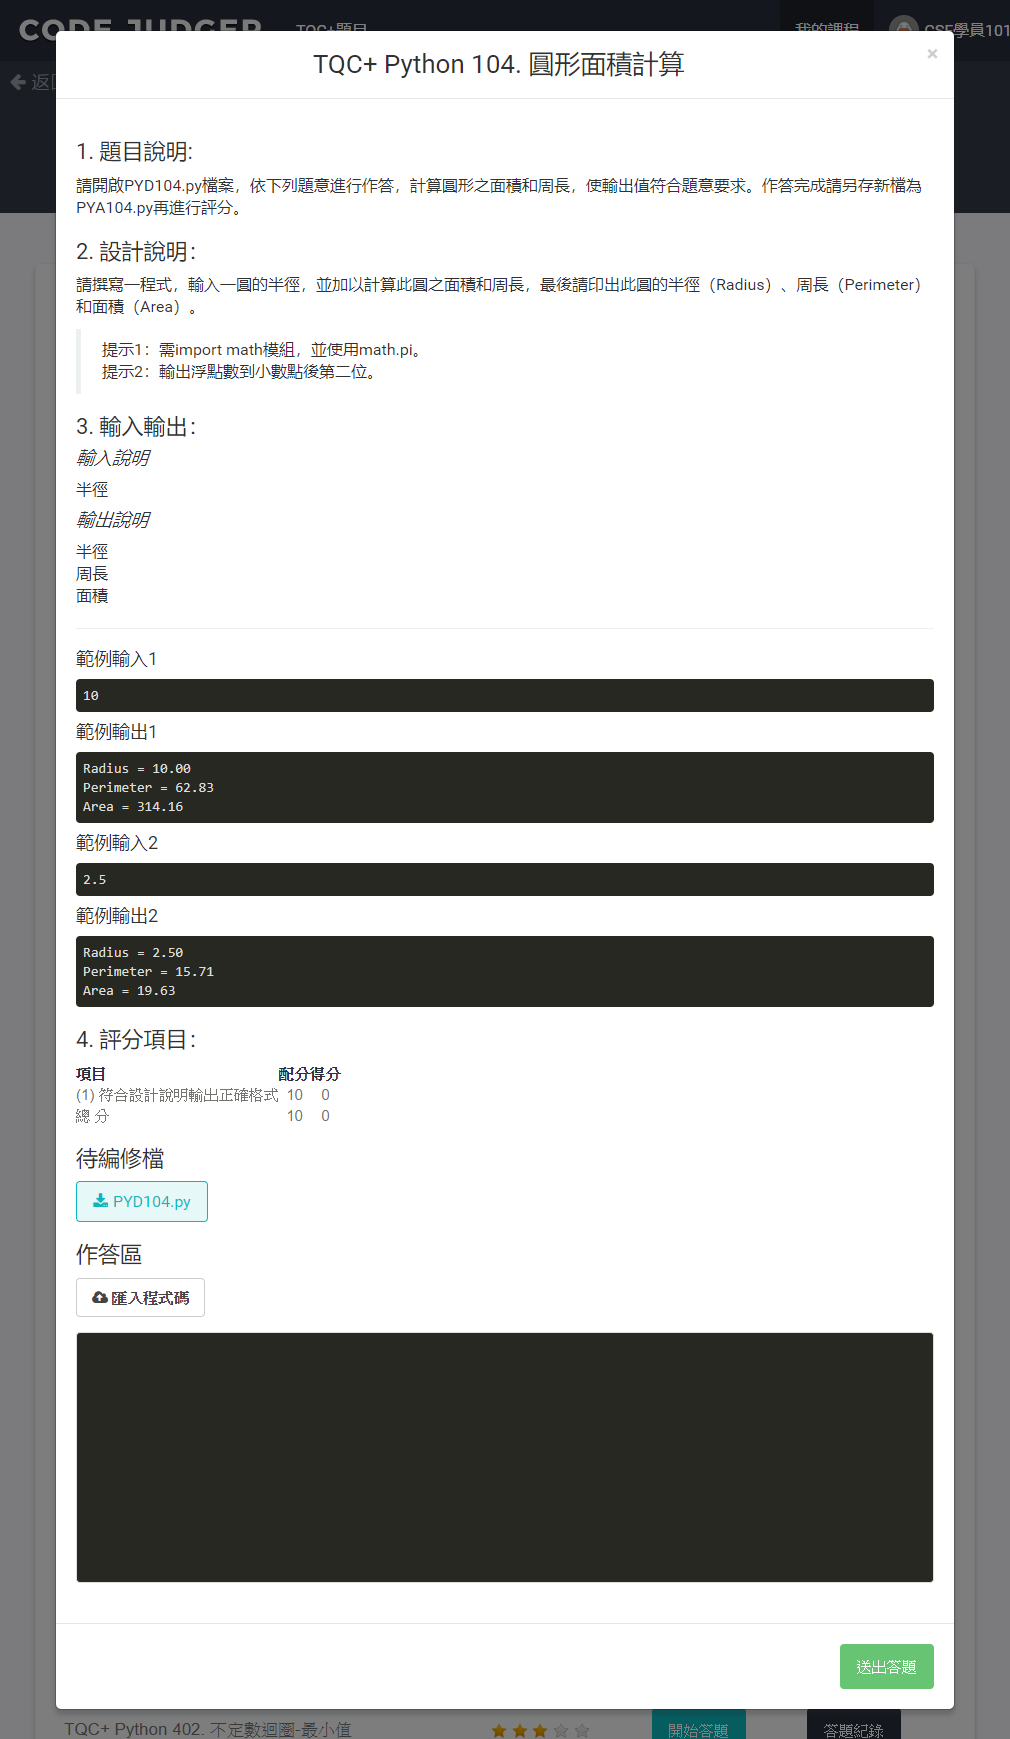 CODE JUDGER
TQC+題目
我的課程
CSF學員101
TQC+ Python 104. 圓形面積計算
×
1. 題目說明:
請開啟PYD104.py檔案，依下列題意進行作答，計算圓形之面積和周長，使輸出值符合題意要求。作答完成請另存新檔為
PYA104.py再進行評分。
2. 設計說明：
請撰寫一程式，輸入一圓的半徑，並加以計算此圓之面積和周長，最後請印出此圓的半徑（Radius）、周長（Perimeter）
和面積（Area）。
提示1：需import math模組，並使用math.pi。
提示2：輸出浮點數到小數點後第二位。
3. 輸入輸出：
輸入說明
半徑
輸出說明
半徑
周長
面積
範例輸入1
10
範例輸出1
Radius = 10.00
Perimeter = 62.83
Area = 314.16
範例輸入2
2.5
範例輸出2
Radius = 2.50
Perimeter = 15.71
Area = 19.63
4. 評分項目：
項目 配分 得分
(1) 符合設計說明輸出正確格式 10 0
總 分 10 0
待編修檔
PYD104.py
作答區
匯入程式碼
送出答題
TQC+ Python 402. 不定數迴圈-最小值
開始答題
答題紀錄